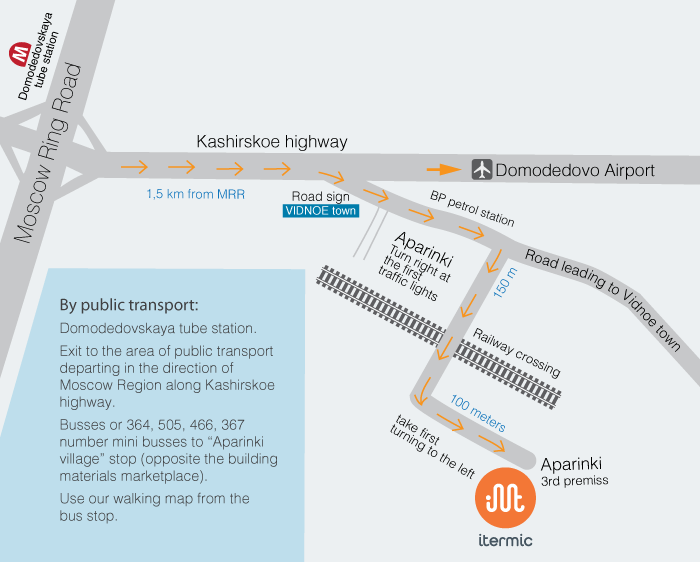 M
Domodedovskaya
tube station
Moscow Ring Road
Kashirskoe highway
Domodedovo Airport
1,5 km from MRR
Road sign
VIDNOE town
BP petrol station
Aparinki
Turn right at
the first
traffic lights
150 m
Road leading to Vidnoe town
Railway crossing
100 meters
take first
turning to the left
Aparinki
3rd premiss
itermic
By public transport:
Domodedovskaya tube station.
Exit to the area of public transport
departing in the direction of
Moscow Region along Kashirskoe
highway.
Busses or 364, 505, 466, 367
number mini busses to “Aparinki
village” stop (opposite the building
materials marketplace).
Use our walking map from the
bus stop.